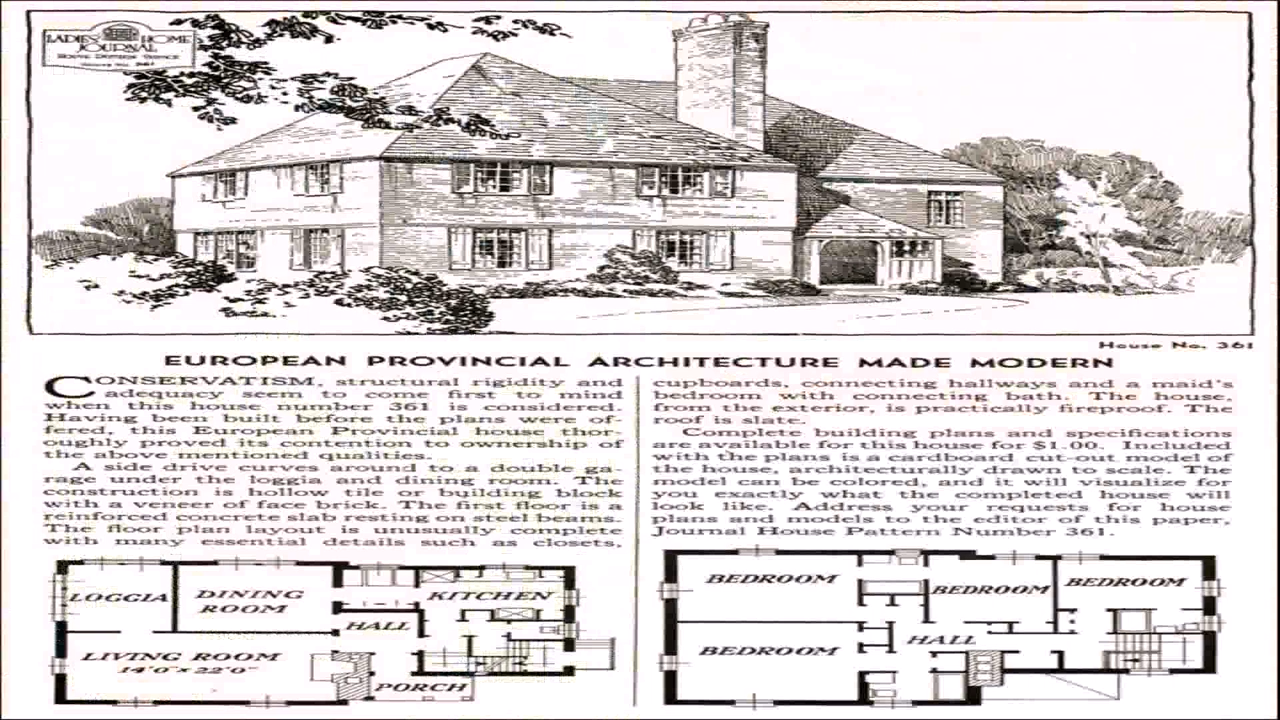 LADIES HOME
JOURNAL
HOUSE PATTERN SERVICE
House No. 361
EUROPEAN PROVINCIAL ARCHITECTURE MADE MODERN
CONSERVATISM, structural rigidity and
adequacy seem to come first to mind
when this house number 361 is considered.
Having been built before the plans were of-
fered, this European Provincial house thor
oughly proved its contention to ownership of
the above mentioned qualities.
A side drive curves around to a double ga-
rage under the loggia and dining room. The
construction is hollow tile or building block
with a veneer of face brick. The first floor is a
reinforced concrete slab resting on steel beams.
The floor plan layout is unusually complete
with many essential details such as closets,
cupboards, connecting hallways and a maid's
bedroom with connecting bath. The house,
from the exterior, is practically fireproof. The
roof is slate.
Complete building plans and specifications
are available for this house for $1.00. Included
with the plans is a cardboard cut-out model of
the house, architecturally drawn to scale. The
model can be colored, and it will visualize for
you exactly what the completed house will
look like. Address your requests for house
plans and models to the editor of this paper,
Journal House Pattern Number 361.
LOGGIA
DINING
ROOM
KITCHEN
HALL
LIVING ROOM
14'0" x 22'0"
PORCH
BEDROOM
BEDROOM
BEDROOM
HALL
BEDROOM